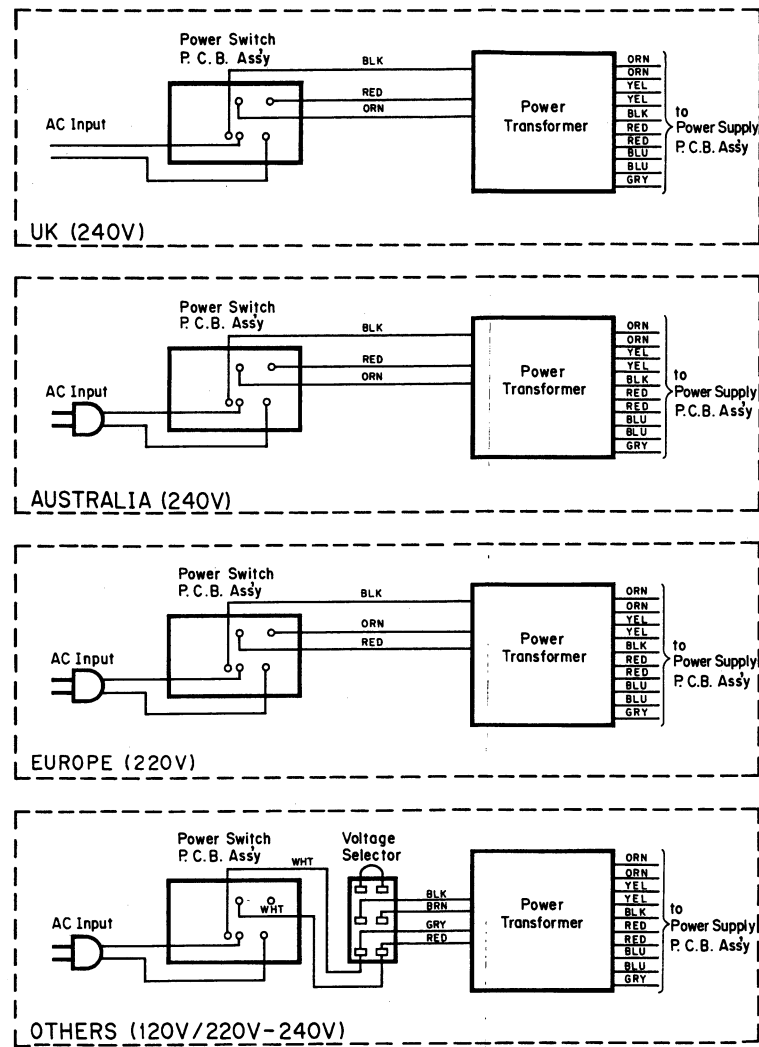 Power Switch
P. C. B. Ass'y
BLK
RED
ORN
AC Input
Power
Transformer
ORN
ORN
YEL
YEL
BLK
RED
RED
BLU
BLU
GRY
to
Power Supply
P. C. B. Ass'y
UK (240V)
Power Switch
P. C. B. Ass'y
BLK
RED
ORN
AC Input
Power
Transformer
ORN
ORN
YEL
YEL
BLK
RED
RED
BLU
BLU
GRY
to
Power Supply
P. C. B. Ass'y
AUSTRALIA (240V)
Power Switch
P. C. B. Ass'y
BLK
ORN
RED
AC Input
Power
Transformer
ORN
ORN
YEL
YEL
BLK
RED
RED
BLU
BLU
GRY
to
Power Supply
P. C. B. Ass'y
EUROPE (220V)
Power Switch
P. C. B. Ass'y
WHT
WHT
Voltage
Selector
BLK
BRN
GRY
RED
AC Input
Power
Transformer
ORN
ORN
YEL
YEL
BLK
RED
RED
BLU
BLU
GRY
to
Power Supply
P. C. B. Ass'y
OTHERS (120V/220V-240V)